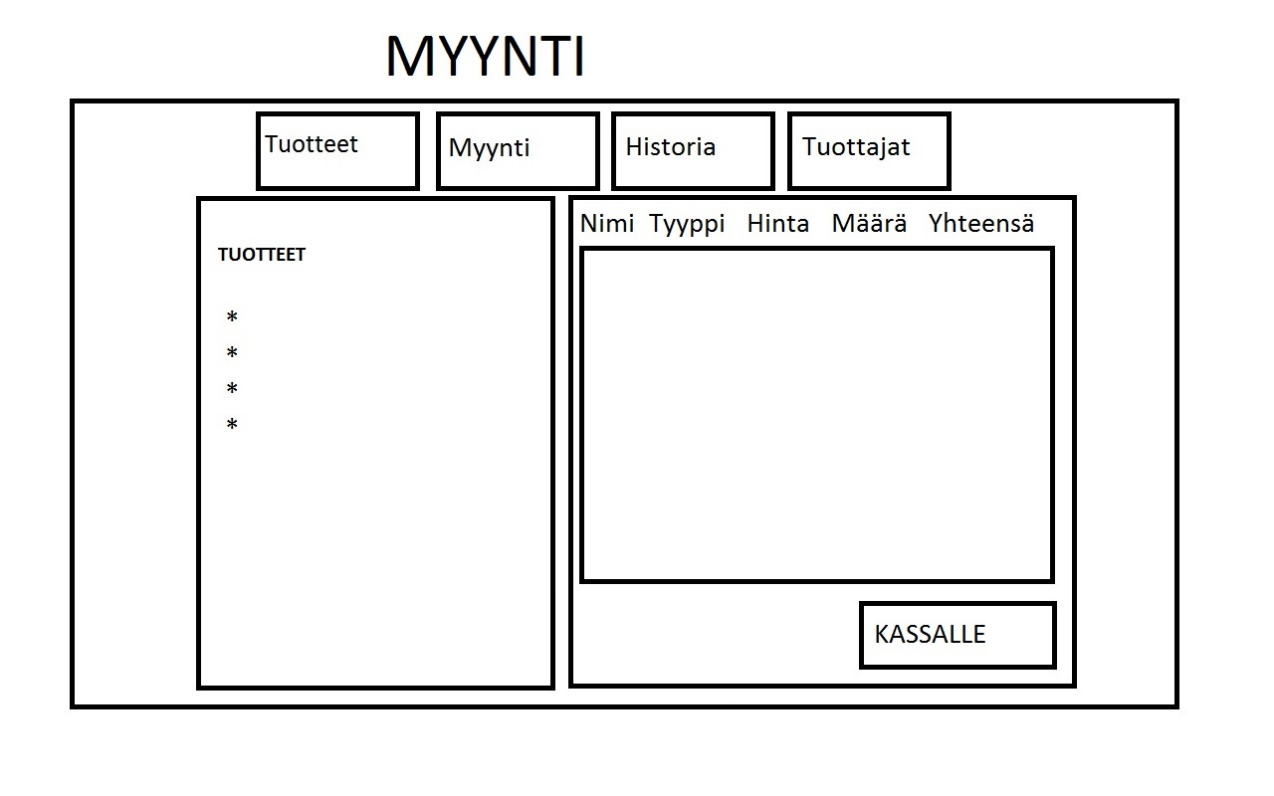 MYYNTI
Tuotteet Myynti Historia Tuottajat
Nimi Tyyppi Hinta Määrä Yhteensä
TUOTTEET
*
*
*
*
KASSALLE